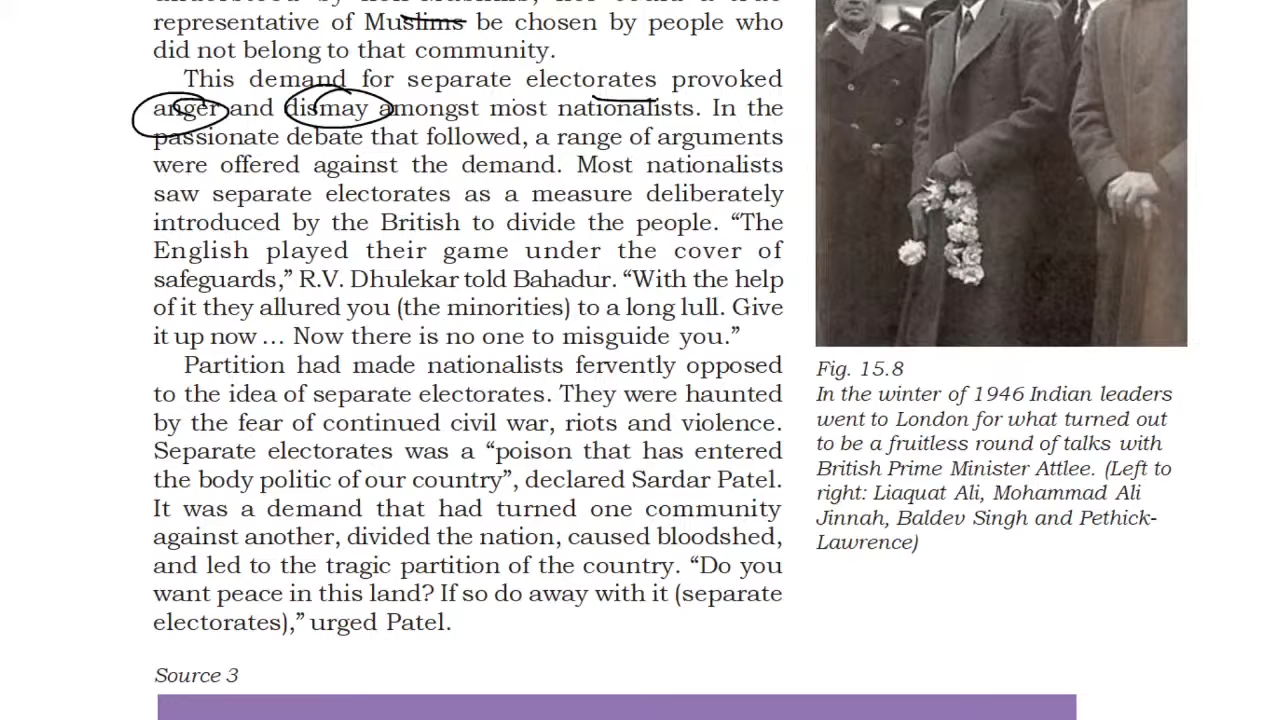 representative of Muslims be chosen by people who
did not belong to that community.
This demand for separate electorates provoked
anger and dismay amongst most nationalists. In the
passionate debate that followed, a range of arguments
were offered against the demand. Most nationalists
saw separate electorates as a measure deliberately
introduced by the British to divide the people. “The
English played their game under the cover of
safeguards,” R.V. Dhulekar told Bahadur. “With the help
of it they allured you (the minorities) to a long lull. Give
it up now ... Now there is no one to misguide you.”
Partition had made nationalists fervently opposed
to the idea of separate electorates. They were haunted
by the fear of continued civil war, riots and violence.
Separate electorates was a “poison that has entered
the body politic of our country”, declared Sardar Patel.
It was a demand that had turned one community
against another, divided the nation, caused bloodshed,
and led to the tragic partition of the country. “Do you
want peace in this land? If so do away with it (separate
electorates),” urged Patel.
Source 3
Fig. 15.8
In the winter of 1946 Indian leaders
went to London for what turned out
to be a fruitless round of talks with
British Prime Minister Attlee. (Left to
right: Liaquat Ali, Mohammad Ali
Jinnah, Baldev Singh and Pethick-
Lawrence)